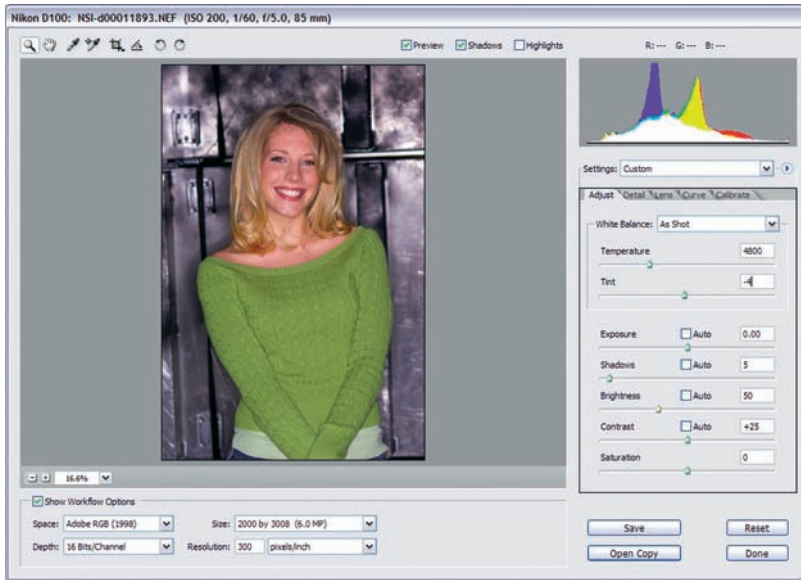 Nikon D100: NSI-d00011893.NEF (ISO 200, 1/60, f/5.0, 85 mm)
Preview Shadows Highlights
R: --- G: --- B: ---
Settings: Custom
Adjust Detail Lens Curve Calibrate
White Balance: As Shot
Temperature 4800
Tint -4
Exposure Auto 0.00
Shadows Auto 5
Brightness Auto 50
Contrast Auto +25
Saturation 0
16.6%
Show Workflow Options
Space: Adobe RGB (1998) Size: 2000 by 3008 (6.0 MP)
Depth: 16 Bits/Channel Resolution: 300 pixels/inch
Save Reset
Open Copy Done